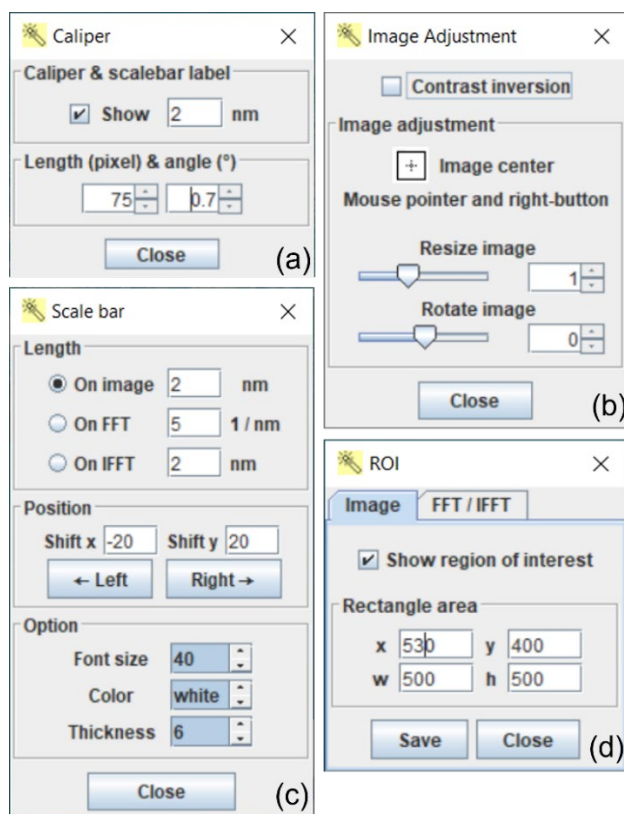 Caliper
Caliper & scalebar label
Show 2 nm
Length (pixel) & angle (°)
75 0.7
Close
(a)
Image Adjustment
Contrast inversion
Image adjustment
Image center
Mouse pointer and right-button
Resize image
1
Rotate image
0
Close
(b)
Scale bar
Length
On image 2 nm
On FFT 5 1 / nm
On IFFT 2 nm
Position
Shift x -20 Shift y 20
← Left Right →
Option
Font size 40
Color white
Thickness 6
Close
(c)
ROI
Image FFT / IFFT
Show region of interest
Rectangle area
x 530 y 400
w 500 h 500
Save Close
(d)